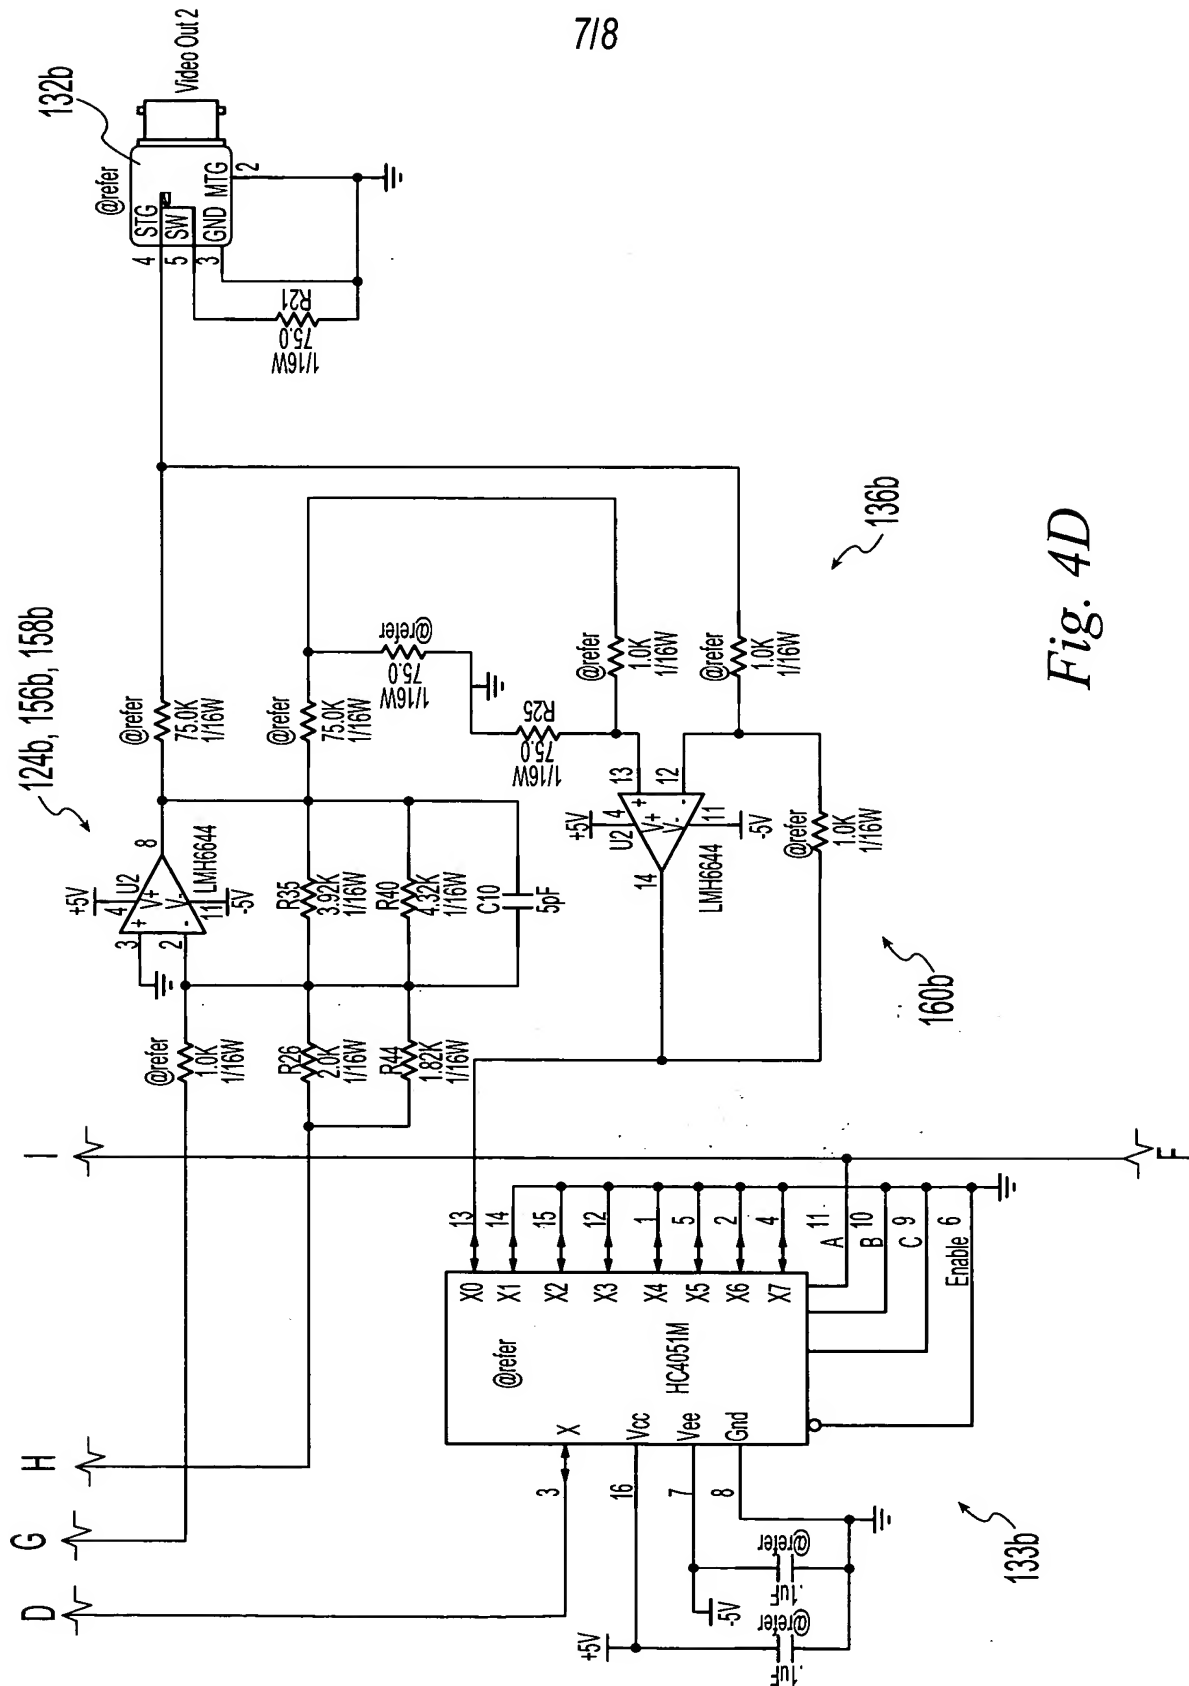 7/8
132b
@refer
Video Out 2
STG
SW
GND
MTG
4
5
3
2
R21
75.0
1/16W
124b, 156b, 158b
+5V
4
U2
V+
V-
+
-
3
2
8
11
LMH6644
-5V
@refer
75.0K
1/16W
@refer
75.0K
1/16W
@refer
75.0
1/16W
R25
75.0
1/16W
@refer
1.0K
1/16W
@refer
1.0K
1/16W
136b
R35
3.92K
1/16W
R40
4.32K
1/16W
C10
5pF
@refer
1.0K
1/16W
R26
2.0K
1/16W
R44
1.82K
1/16W
+5V
4
U2
V+
V-
+
-
13
12
14
11
LMH6644
-5V
@refer
1.0K
1/16W
160b
I
F
H
G
D
X0
X1
X2
X3
X4
X5
X6
X7
13
14
15
12
1
5
2
4
11
A
10
B
9
C
6
Enable
@refer
HC4051M
X
Vcc
Vee
Gnd
3
16
7
8
+5V
-5V
@refer
.1uF
@refer
.1uF
133b
Fig. 4D